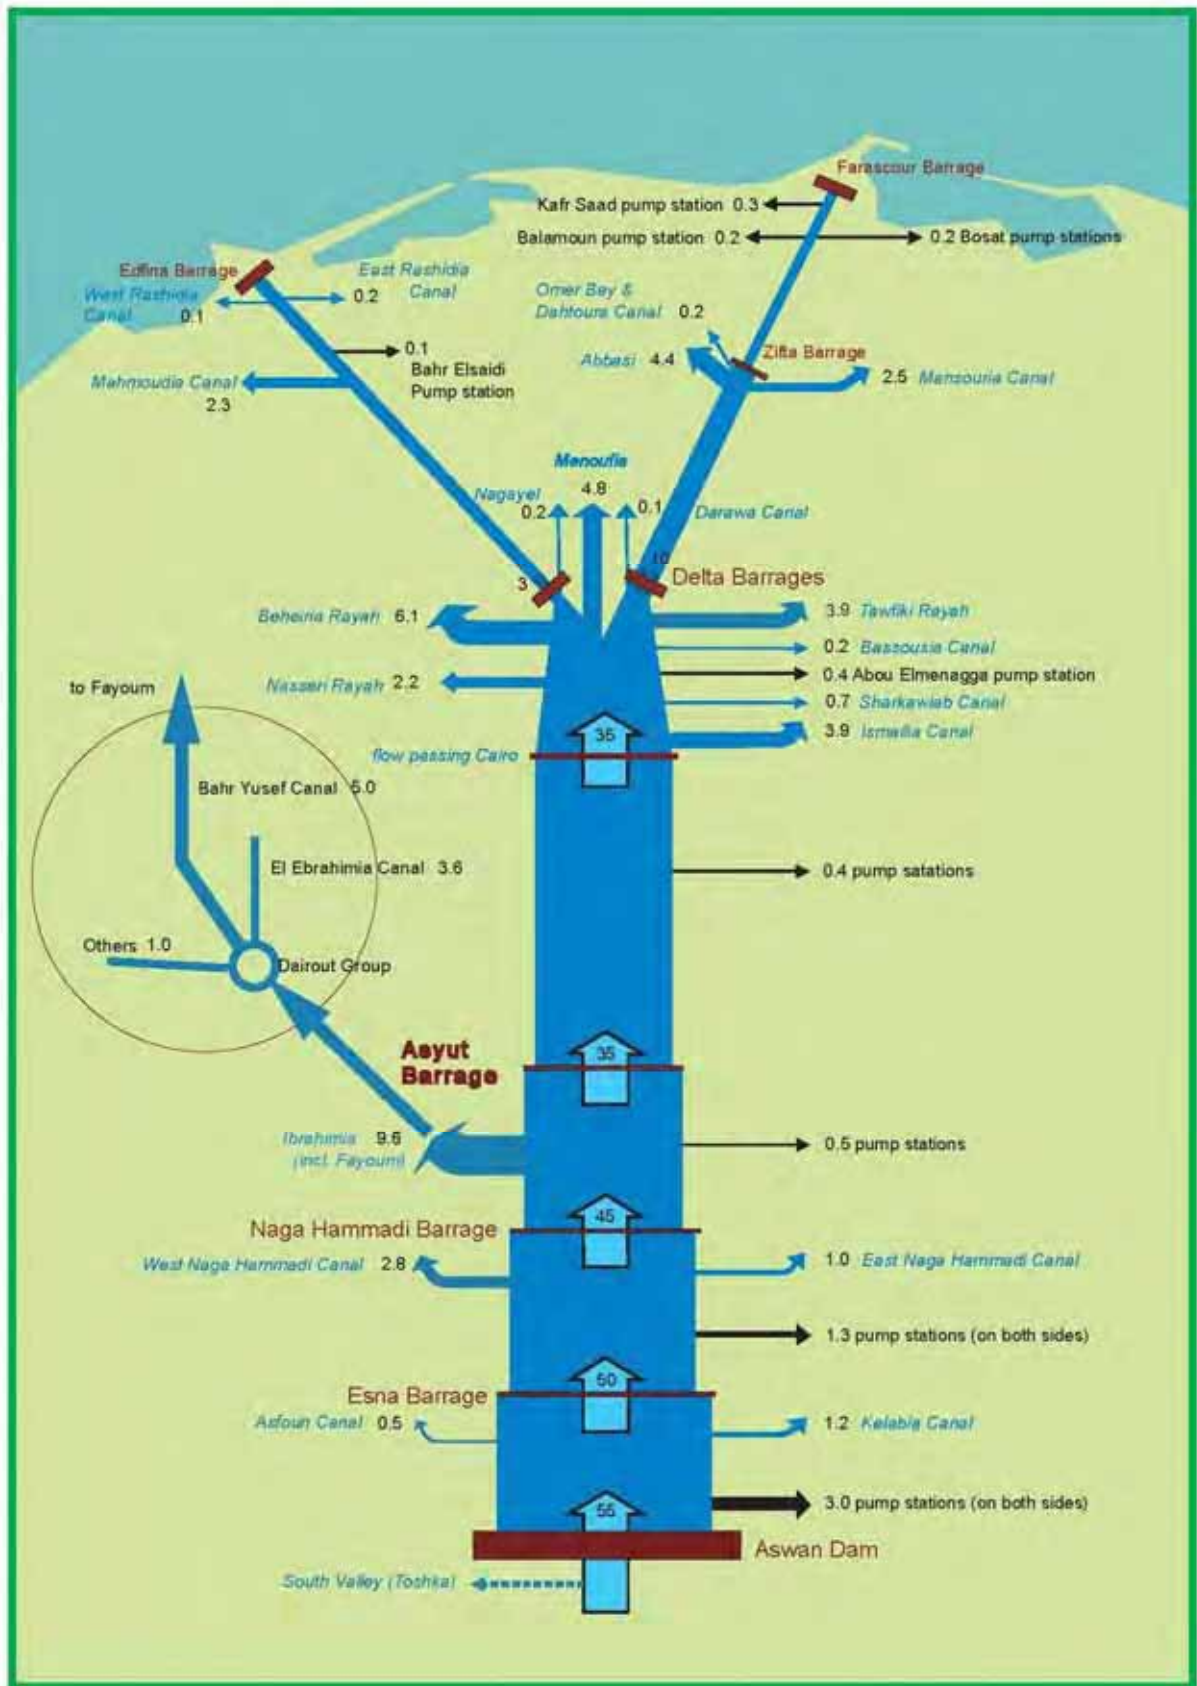 Farascour Barrage
Kafr Saad pump station 0.3
Balamoun pump station 0.2
0.2 Bosat pump stations
Edfina Barrage
East Rashidia
Canal
0.2
West Rashidia
Canal
0.1
Omer Bey &
Dahtoura Canal 0.2
Zifta Barrage
Abbasi 4.4
2.5 Mansouria Canal
0.1
Bahr Elsaidi
Pump station
Mahmoudia Canal
2.3
Menoufia
4.8
Nagayel
0.2
0.1
Darawa Canal
3
10
Delta Barrages
Beheiria Rayah 6.1
3.9 Tawfiki Rayah
0.2 Bassousia Canal
0.4 Abou Elmenagga pump station
Nasseri Rayah 2.2
0.7 Sharkawiab Canal
3.9 Ismailia Canal
35
flow passing Cairo
to Fayoum
Bahr Yusef Canal 5.0
El Ebrahimia Canal 3.6
0.4 pump satations
Others 1.0
Dairout Group
35
Asyut
Barrage
Ibrahimia 9.6
(incl. Fayoum)
0.5 pump stations
45
Naga Hammadi Barrage
West Naga Hammadi Canal 2.8
1.0 East Naga Hammadi Canal
1.3 pump stations (on both sides)
50
Esna Barrage
Asfoun Canal 0.5
1.2 Kelabia Canal
55
3.0 pump stations (on both sides)
Aswan Dam
South Valley (Toshka)